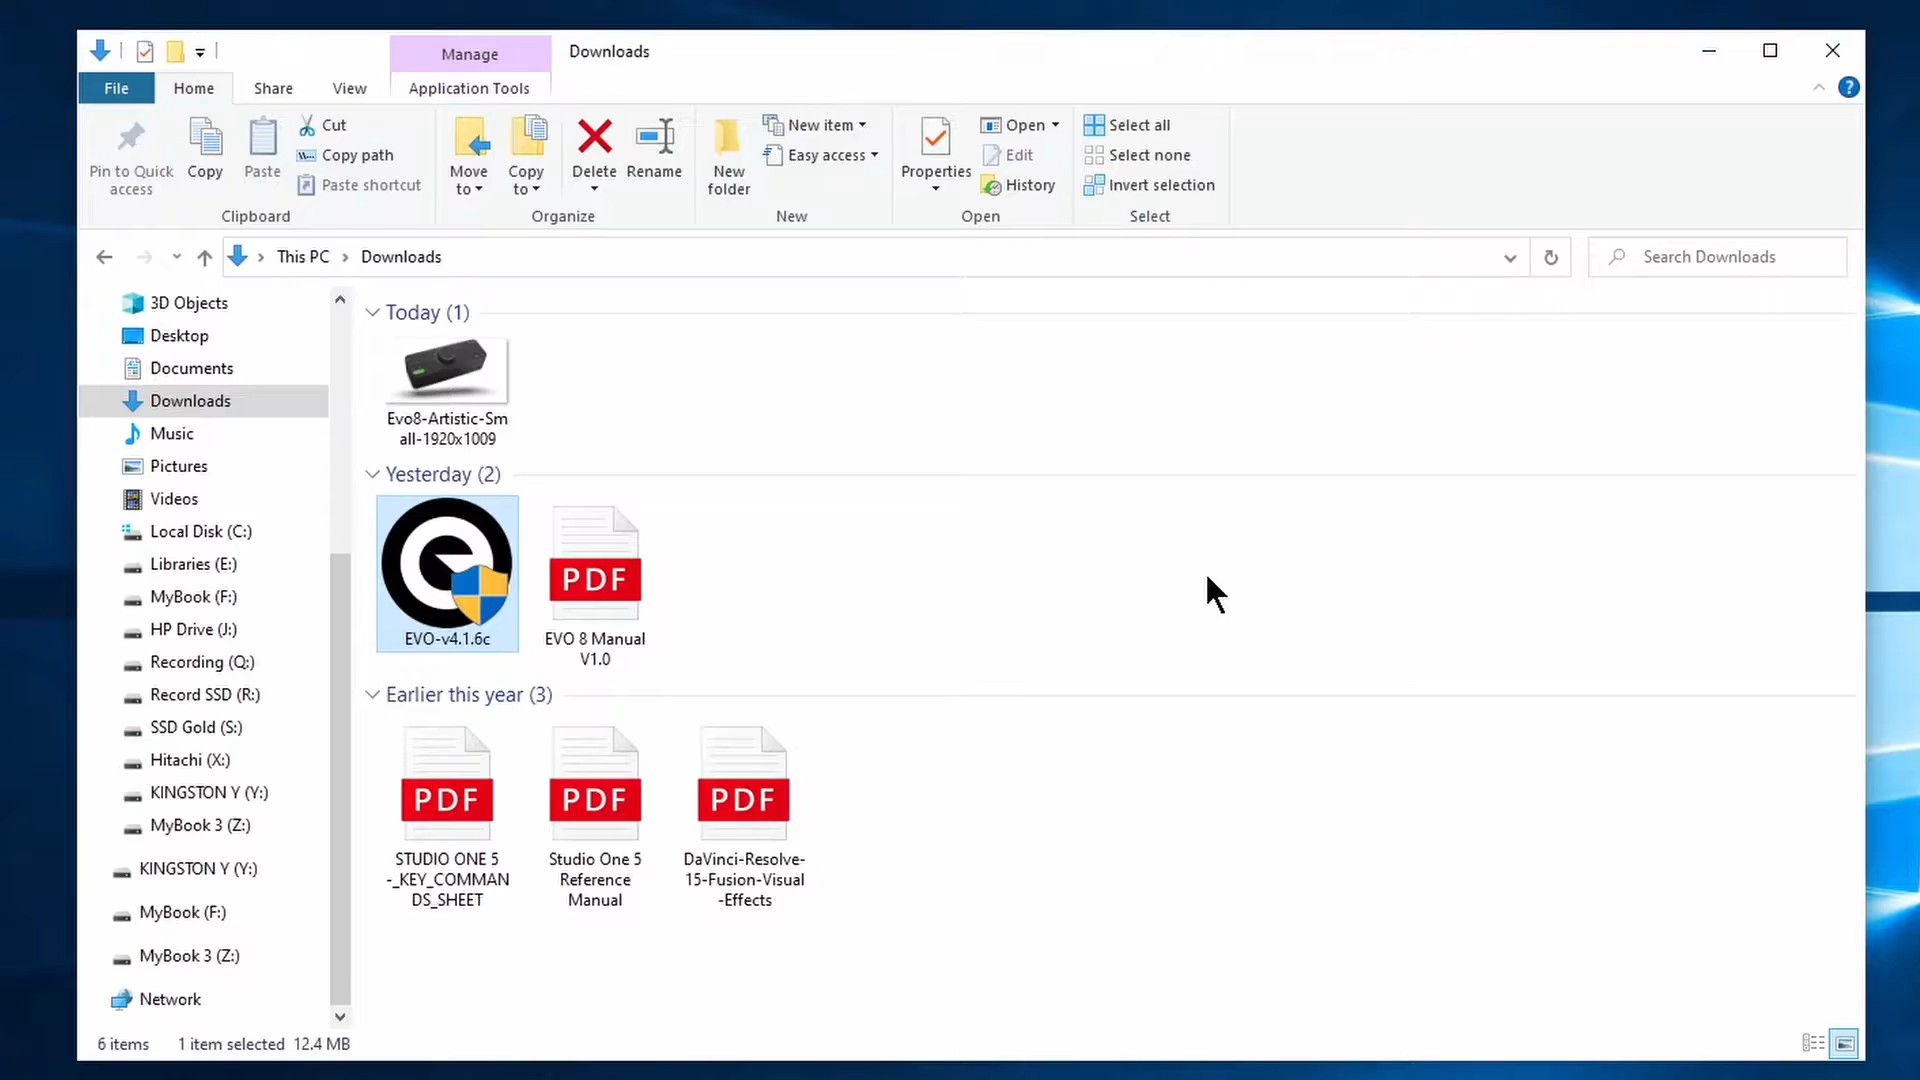 Manage
Downloads
File
Home
Share
View
Application Tools
Pin to Quick
access
Copy
Paste
Cut
Copy path
Paste shortcut
Clipboard
Move
to
Copy
to
Delete
Rename
Organize
New
folder
New item
Easy access
New
Properties
Open
Edit
History
Open
Select all
Select none
Invert selection
Select
This PC
Downloads
Search Downloads
3D Objects
Desktop
Documents
Downloads
Music
Pictures
Videos
Local Disk (C:)
Libraries (E:)
MyBook (F:)
HP Drive (J:)
Recording (Q:)
Record SSD (R:)
SSD Gold (S:)
Hitachi (X:)
KINGSTON Y (Y:)
MyBook 3 (Z:)
KINGSTON Y (Y:)
MyBook (F:)
MyBook 3 (Z:)
Network
Today (1)
Evo8-Artistic-Sm
all-1920x1009
Yesterday (2)
EVO-v4.1.6c
PDF
EVO 8 Manual
V1.0
Earlier this year (3)
PDF
STUDIO ONE 5
-_KEY_COMMAN
DS_SHEET
PDF
Studio One 5
Reference
Manual
PDF
DaVinci-Resolve-
15-Fusion-Visual
-Effects
6 items
1 item selected 12.4 MB